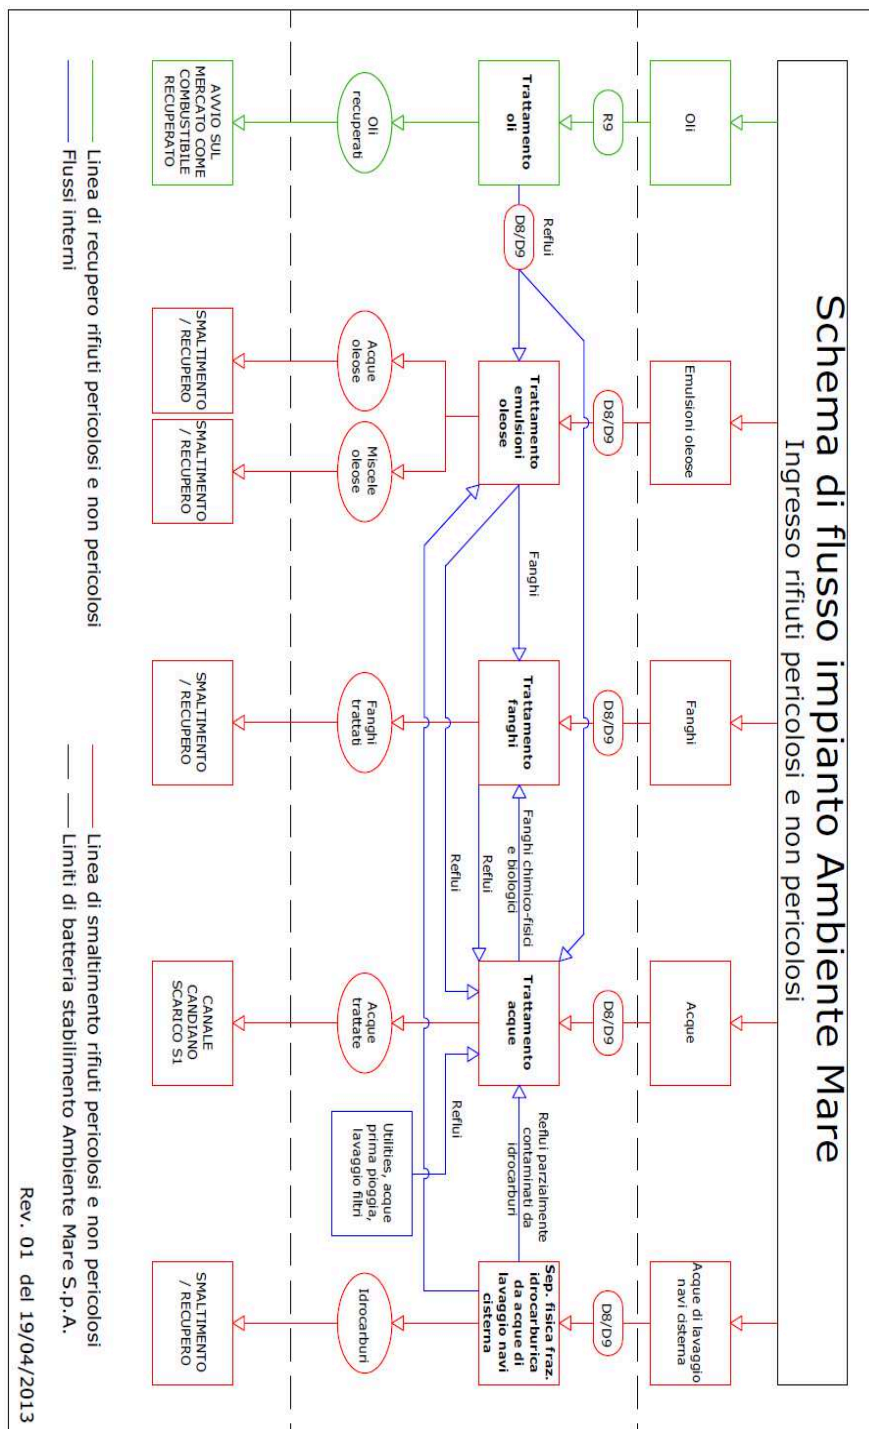 Schema di flusso impianto Ambiente Mare
Ingresso rifiuti pericolosi e non pericolosi
Oli
Emulsioni oleose
Fanghi
Acque
Acque di lavaggio
navi cisterna
R9
D8/D9
D8/D9
D8/D9
D8/D9
Trattamento
oli
Reflui
D8/D9
Trattamento
emulsioni
oleose
Fanghi
Trattamento
fanghi
Fanghi chimico-fisici
e biologici
Reflui
Reflui
Trattamento
acque
Reflui parzialmente
contaminati da
idrocarburi
Sep. fisica fraz.
idrocarburica
da acque di
lavaggio navi
cisterna
Reflui
Utilities, acque
prima pioggia,
lavaggio filtri
Oli
recuperati
Acque
oleose
Miscele
oleose
Fanghi
trattati
Acque
trattate
Idrocarburi
AVVIO SUL
MERCATO COME
COMBUSTIBILE
RECUPERATO
SMALTIMENTO
/ RECUPERO
SMALTIMENTO
/ RECUPERO
SMALTIMENTO
/ RECUPERO
CANALE
CANDIANO
SCARICO S1
SMALTIMENTO
/ RECUPERO
Linea di recupero rifiuti pericolosi e non pericolosi
Linea di smaltimento rifiuti pericolosi e non pericolosi
Flussi interni
Limiti di batteria stabilimento Ambiente Mare S.p.A.
Rev. 01 del 19/04/2013